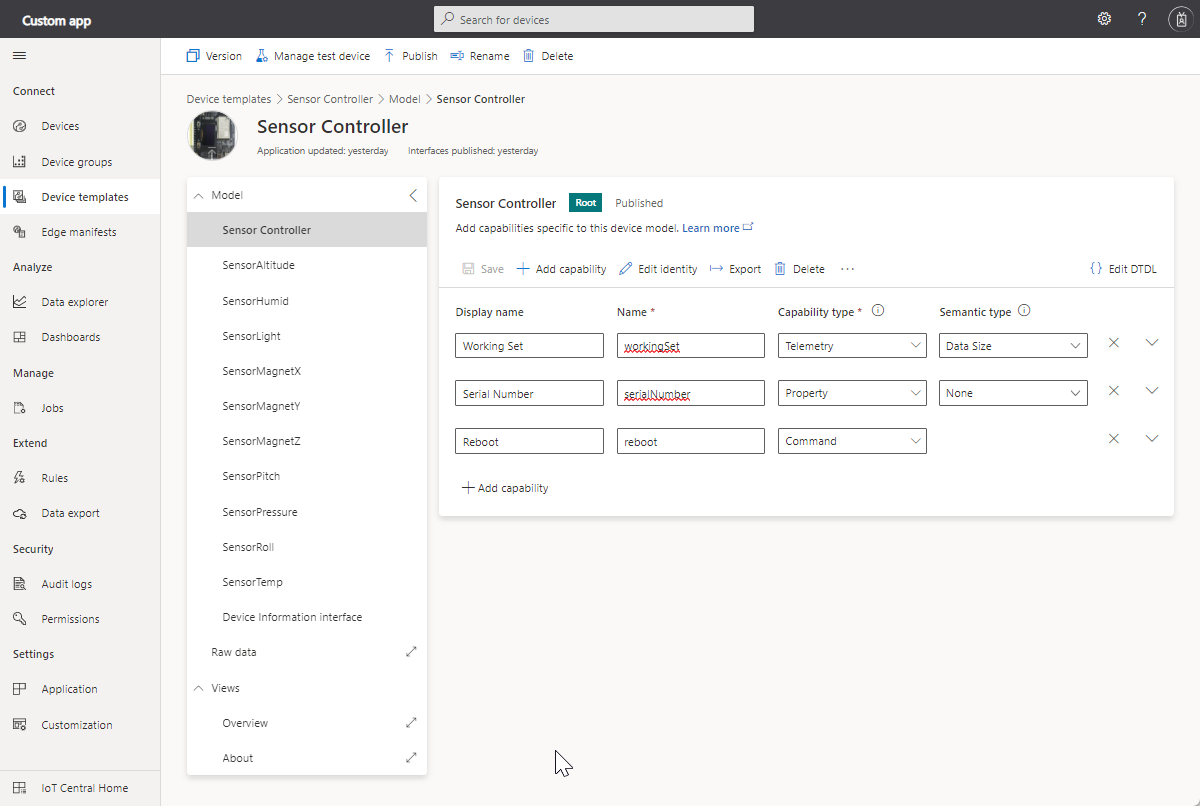 Custom app
Search for devices
?
Connect
Devices
Device groups
Device templates
Edge manifests
Analyze
Data explorer
Dashboards
Manage
Jobs
Extend
Rules
Data export
Security
Audit logs
Permissions
Settings
Application
Customization
IoT Central Home
Version
Manage test device
Publish
Rename
Delete
Device templates > Sensor Controller > Model > Sensor Controller
Sensor Controller
Application updated: yesterday Interfaces published: yesterday
Model
Sensor Controller
SensorAltitude
SensorHumid
SensorLight
SensorMagnetX
SensorMagnetY
SensorMagnetZ
SensorPitch
SensorPressure
SensorRoll
SensorTemp
Device Information interface
Raw data
Views
Overview
About
Sensor Controller Root Published
Add capabilities specific to this device model. Learn more
Save Add capability Edit identity Export Delete ... {} Edit DTDL
Display name Name * Capability type * Semantic type
Working Set workingSet Telemetry Data Size
Serial Number serialNumber Property None
Reboot reboot Command
Add capability